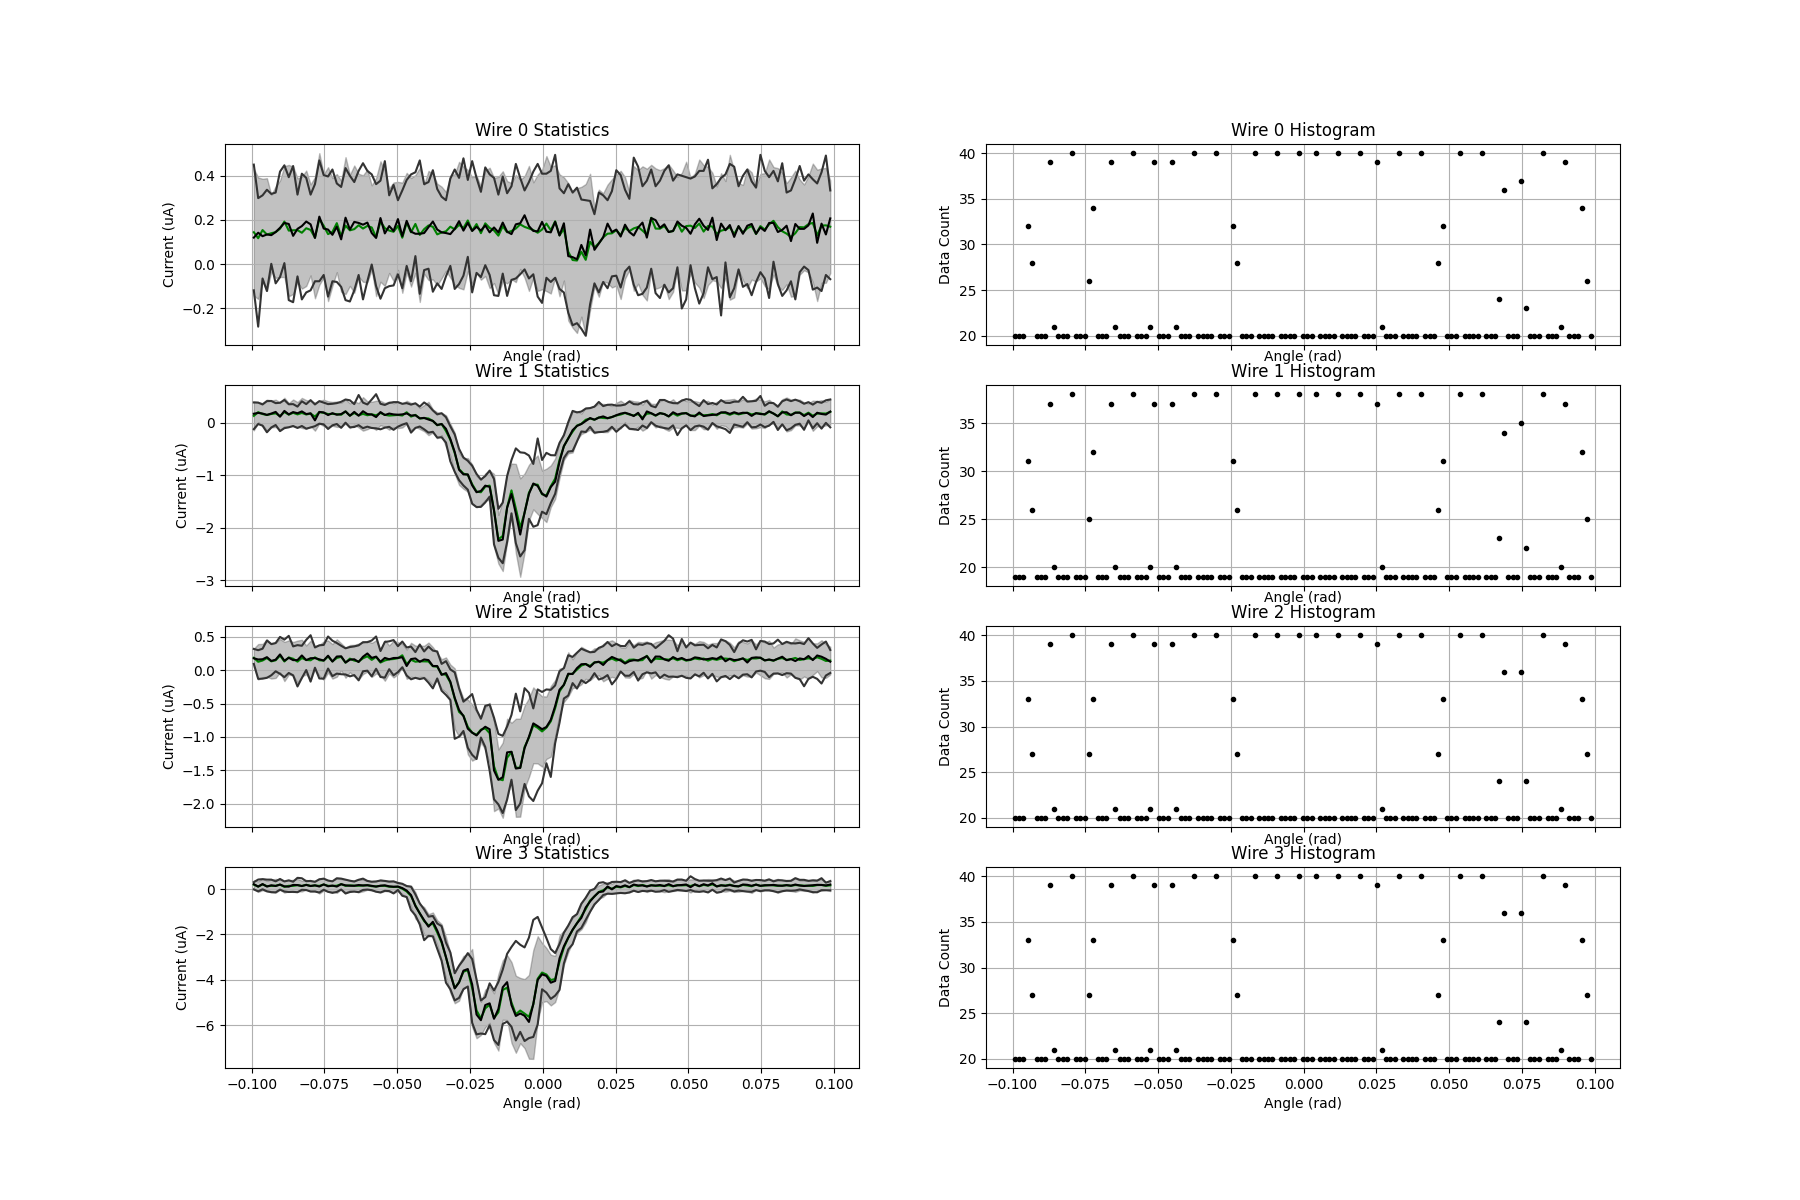 Wire 0 Statistics
Current (uA)
0.4
0.2
0.0
−0.2
Angle (rad)
Wire 0 Histogram
Data Count
40
35
30
25
20
Angle (rad)
Wire 1 Statistics
Current (uA)
0
−1
−2
−3
Angle (rad)
Wire 1 Histogram
Data Count
35
30
25
20
Angle (rad)
Wire 2 Statistics
Current (uA)
0.5
0.0
−0.5
−1.0
−1.5
−2.0
Angle (rad)
Wire 2 Histogram
Data Count
40
35
30
25
20
Angle (rad)
Wire 3 Statistics
Current (uA)
0
−2
−4
−6
−0.100 −0.075 −0.050 −0.025 0.000 0.025 0.050 0.075 0.100
Angle (rad)
Wire 3 Histogram
Data Count
40
35
30
25
20
−0.100 −0.075 −0.050 −0.025 0.000 0.025 0.050 0.075 0.100
Angle (rad)